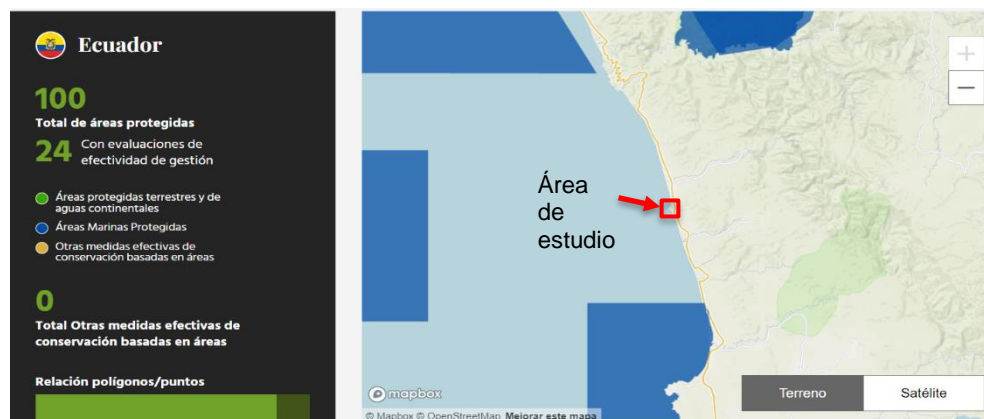 Ecuador
100
Total de áreas protegidas
24 Con evaluaciones de
efectividad de gestión
Áreas protegidas terrestres y de
aguas continentales
Áreas Marinas Protegidas
Otras medidas efectivas de
conservación basadas en áreas
0
Total Otras medidas efectivas de
conservación basadas en áreas
Relación polígonos/puntos
Área
de
estudio
mapbox
© Mapbox © OpenStreetMap Mejorar este mapa
Terreno
Satélite